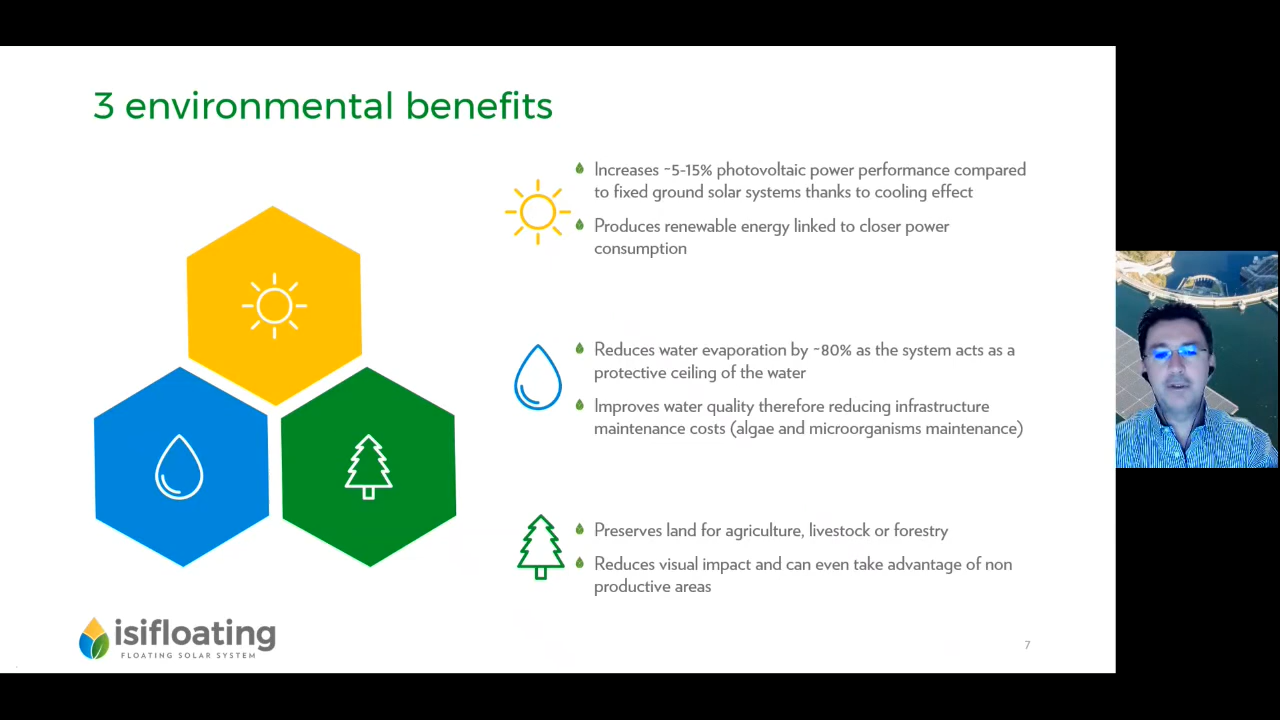 3 environmental benefits
Increases ~5-15% photovoltaic power performance compared
to fixed ground solar systems thanks to cooling effect
Produces renewable energy linked to closer power
consumption
Reduces water evaporation by ~80% as the system acts as a
protective ceiling of the water
Improves water quality therefore reducing infrastructure
maintenance costs (algae and microorganisms maintenance)
Preserves land for agriculture, livestock or forestry
Reduces visual impact and can even take advantage of non
productive areas
isifloating
FLOATING SOLAR SYSTEM
7